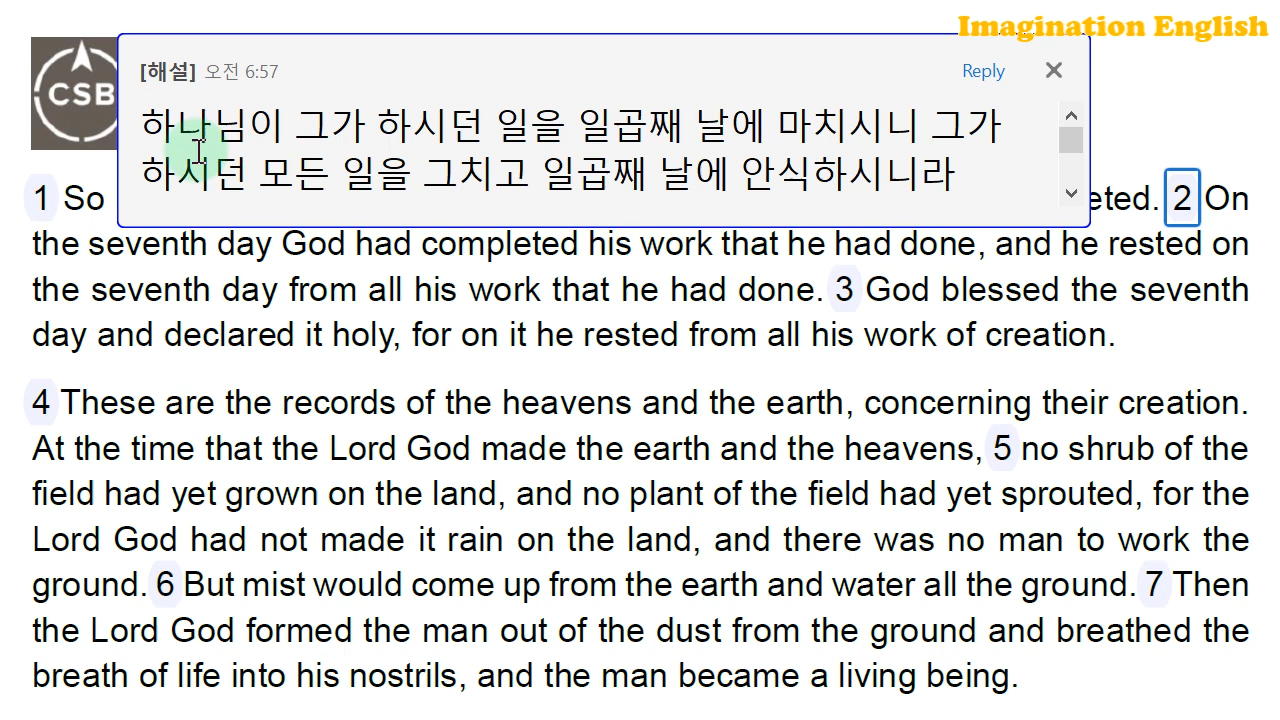 Imagination English
CSB
[해설] 오전 6:57 Reply
하나님이 그가 하시던 일을 일곱째 날에 마치시니 그가
하시던 모든 일을 그치고 일곱째 날에 안식하시니라
1 So eted. 2 On
the seventh day God had completed his work that he had done, and he rested on
the seventh day from all his work that he had done. 3 God blessed the seventh
day and declared it holy, for on it he rested from all his work of creation.
4 These are the records of the heavens and the earth, concerning their creation.
At the time that the Lord God made the earth and the heavens, 5 no shrub of the
field had yet grown on the land, and no plant of the field had yet sprouted, for the
Lord God had not made it rain on the land, and there was no man to work the
ground. 6 But mist would come up from the earth and water all the ground. 7 Then
the Lord God formed the man out of the dust from the ground and breathed the
breath of life into his nostrils, and the man became a living being.